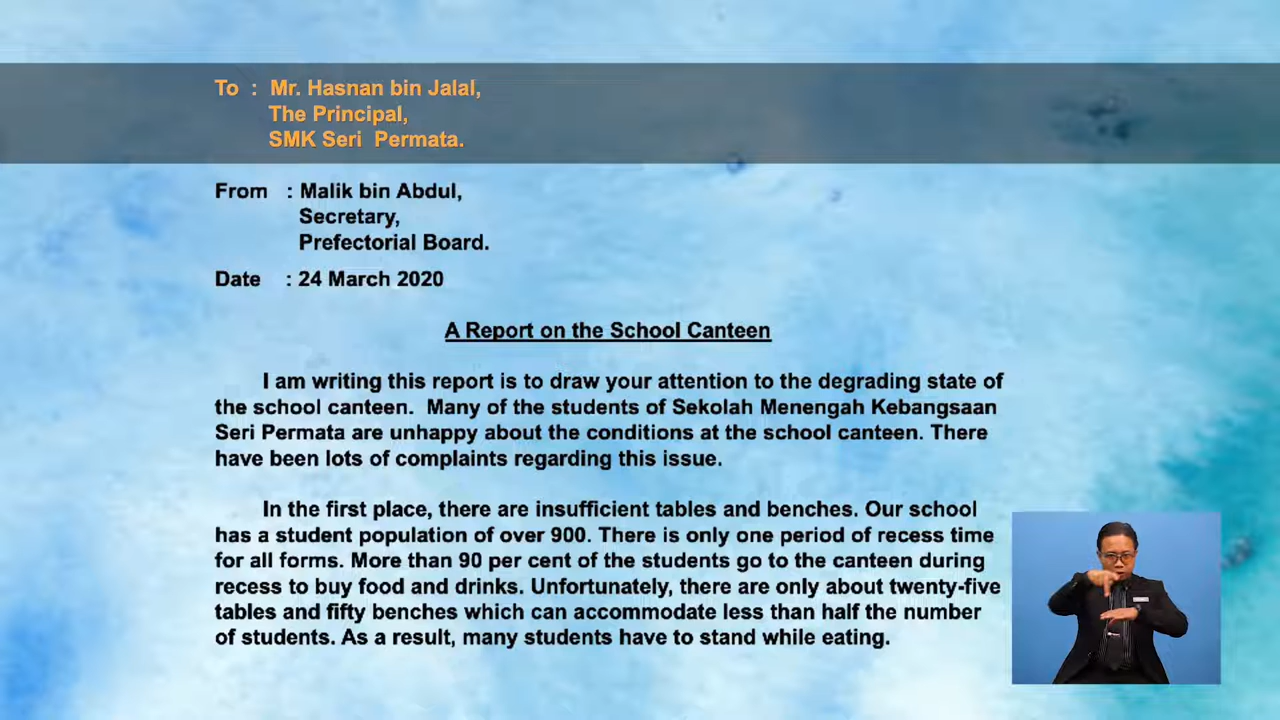 To : Mr. Hasnan bin Jalal,
The Principal,
SMK Seri Permata.
From : Malik bin Abdul,
Secretary,
Prefectorial Board.
Date : 24 March 2020
A Report on the School Canteen
I am writing this report is to draw your attention to the degrading state of
the school canteen. Many of the students of Sekolah Menengah Kebangsaan
Seri Permata are unhappy about the conditions at the school canteen. There
have been lots of complaints regarding this issue.
In the first place, there are insufficient tables and benches. Our school
has a student population of over 900. There is only one period of recess time
for all forms. More than 90 per cent of the students go to the canteen during
recess to buy food and drinks. Unfortunately, there are only about twenty-five
tables and fifty benches which can accommodate less than half the number
of students. As a result, many students have to stand while eating.